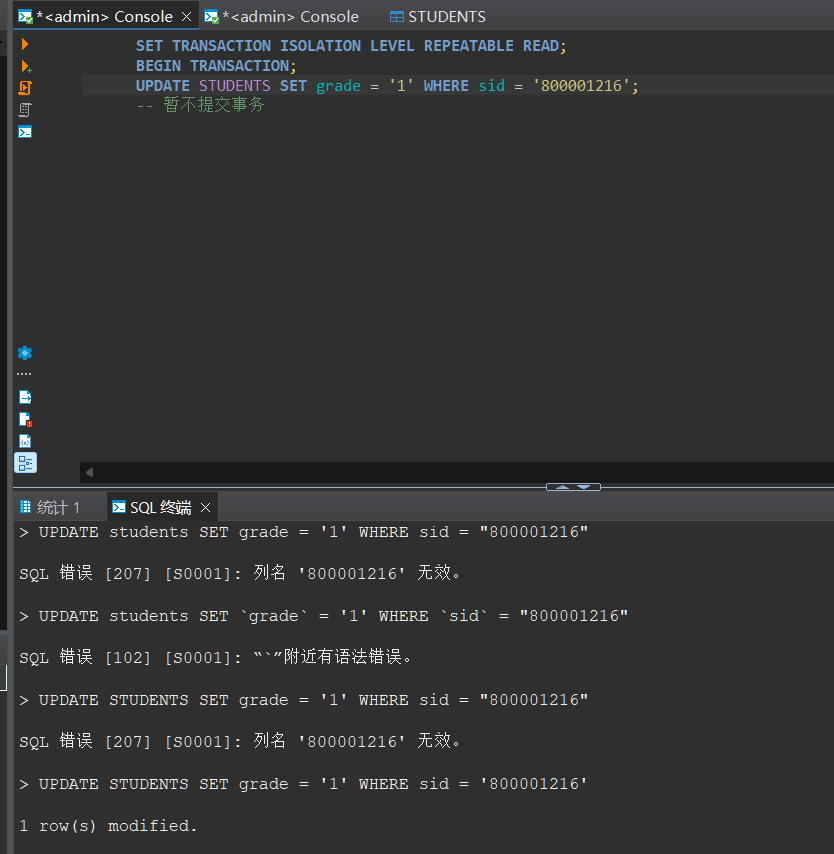 *<admin> Console
*<admin> Console
STUDENTS
SET TRANSACTION ISOLATION LEVEL REPEATABLE READ;
BEGIN TRANSACTION;
UPDATE STUDENTS SET grade = '1' WHERE sid = '800001216';
-- 暂不提交事务
统计 1
SQL 终端
> UPDATE students SET grade = '1' WHERE sid = "800001216"
SQL 错误 [207] [S0001]: 列名 '800001216' 无效。
> UPDATE students SET `grade` = '1' WHERE `sid` = "800001216"
SQL 错误 [102] [S0001]: “`”附近有语法错误。
> UPDATE STUDENTS SET grade = '1' WHERE sid = "800001216"
SQL 错误 [207] [S0001]: 列名 '800001216' 无效。
> UPDATE STUDENTS SET grade = '1' WHERE sid = '800001216'
1 row(s) modified.